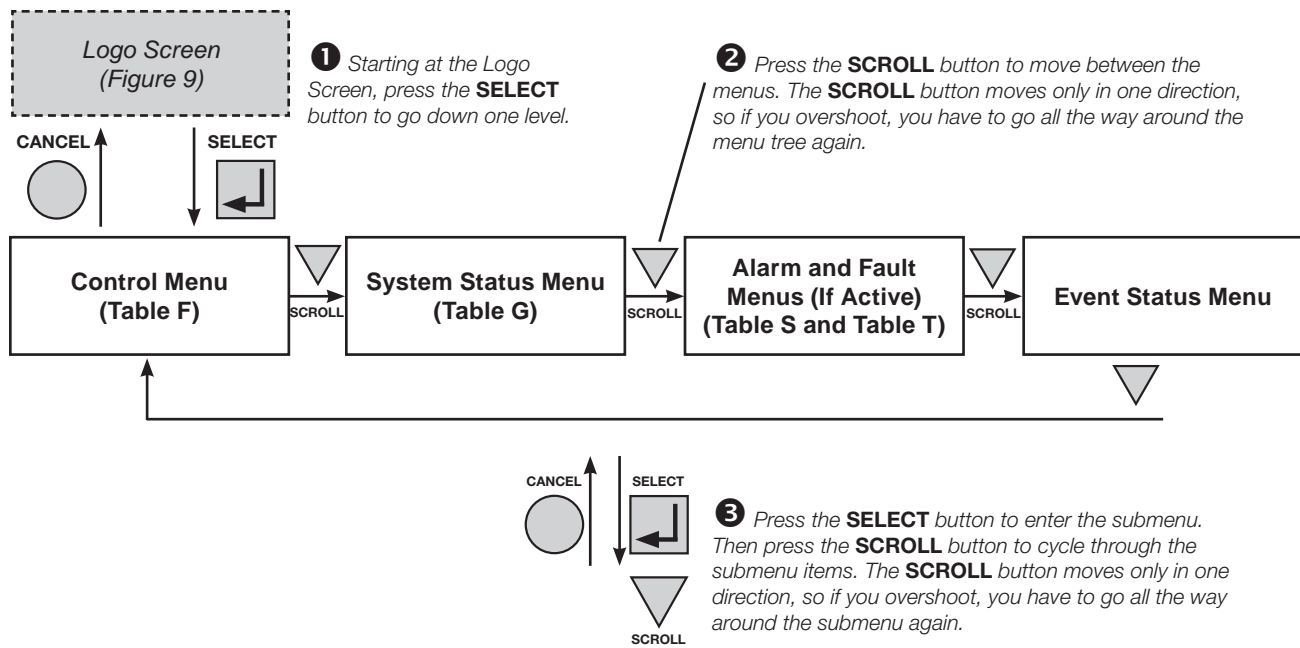 Logo Screen
(Figure 9)
❶ Starting at the Logo
Screen, press the SELECT
button to go down one level.
❷ Press the SCROLL button to move between the
menus. The SCROLL button moves only in one direction,
so if you overshoot, you have to go all the way around the
menu tree again.
CANCEL
SELECT
Control Menu
(Table F)
SCROLL
System Status Menu
(Table G)
SCROLL
Alarm and Fault
Menus (If Active)
(Table S and Table T)
SCROLL
Event Status Menu
CANCEL
SELECT
SCROLL
❸ Press the SELECT button to enter the submenu.
Then press the SCROLL button to cycle through the
submenu items. The SCROLL button moves only in one
direction, so if you overshoot, you have to go all the way
around the submenu again.